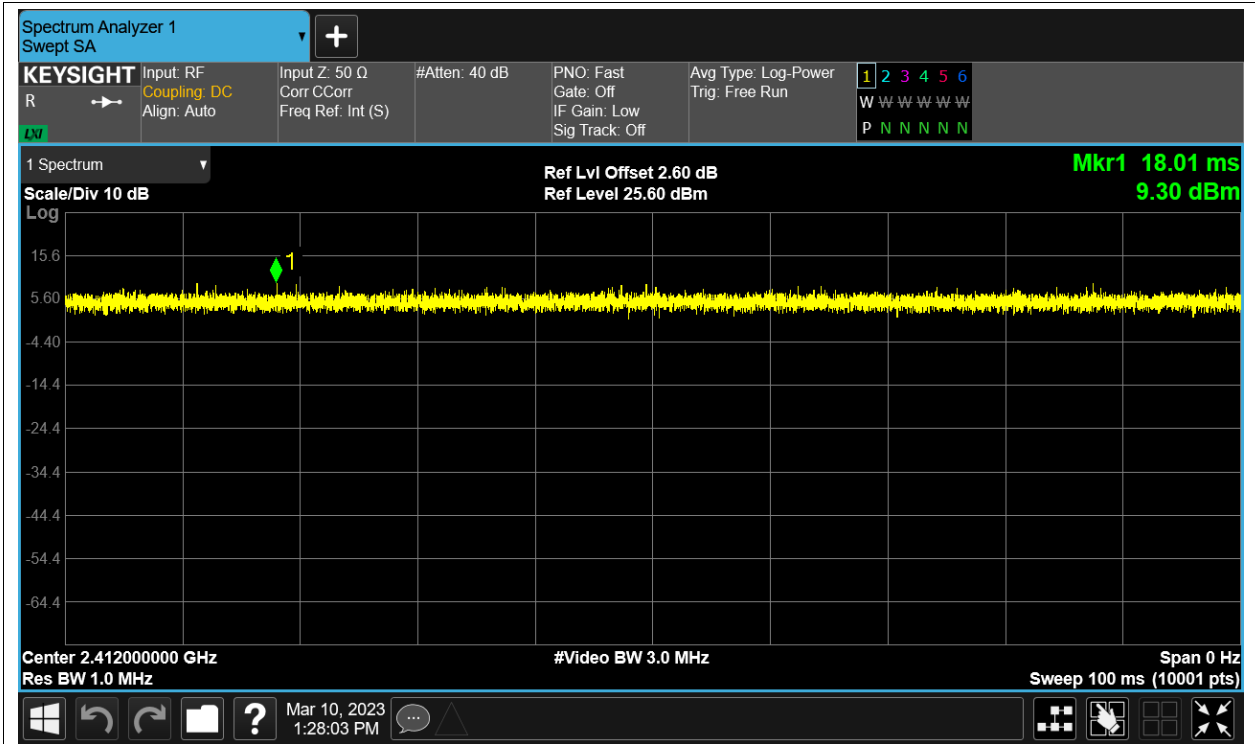 Spectrum Analyzer 1
Swept SA
KEYSIGHT
R
LXI
Input: RF
Coupling: DC
Align: Auto
Input Z: 50 Ω
Corr CCorr
Freq Ref: Int (S)
#Atten: 40 dB
PNO: Fast
Gate: Off
IF Gain: Low
Sig Track: Off
Avg Type: Log-Power
Trig: Free Run
1 2 3 4 5 6
W W W W W W
P N N N N N
1 Spectrum
Scale/Div 10 dB
Log
Ref Lvl Offset 2.60 dB
Ref Level 25.60 dBm
Mkr1 18.01 ms
9.30 dBm
1
15.6
5.60
-4.40
-14.4
-24.4
-34.4
-44.4
-54.4
-64.4
Center 2.412000000 GHz
#Video BW 3.0 MHz
Span 0 Hz
Res BW 1.0 MHz
Sweep 100 ms (10001 pts)
?
Mar 10, 2023
1:28:03 PM